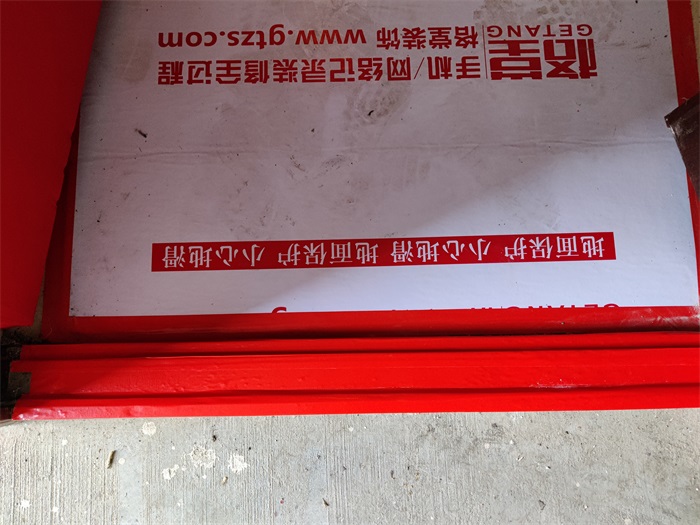 地面保护 小心地滑 地面保护 小心地滑
格堂
GETANG
手机/网络记录装修全过程
格堂装饰 www.gtzs.com